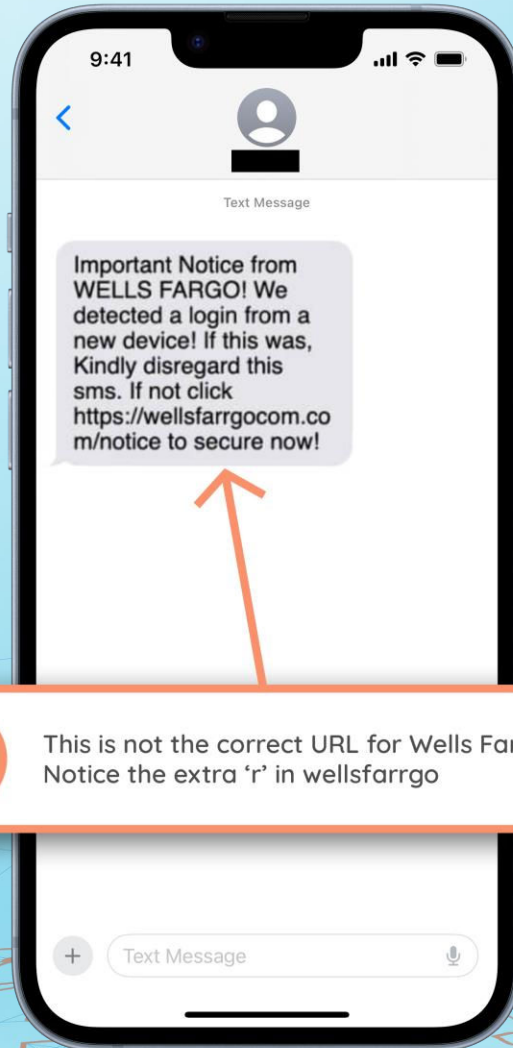 9:41
Text Message
Important Notice from
WELLS FARGO! We
detected a login from a
new device! If this was,
Kindly disregard this
sms. If not click
https://wellsfarrgocom.co
m/notice to secure now!
This is not the correct URL for Wells
Notice the extra ‘r’ in wellsfarrgo
Text Message